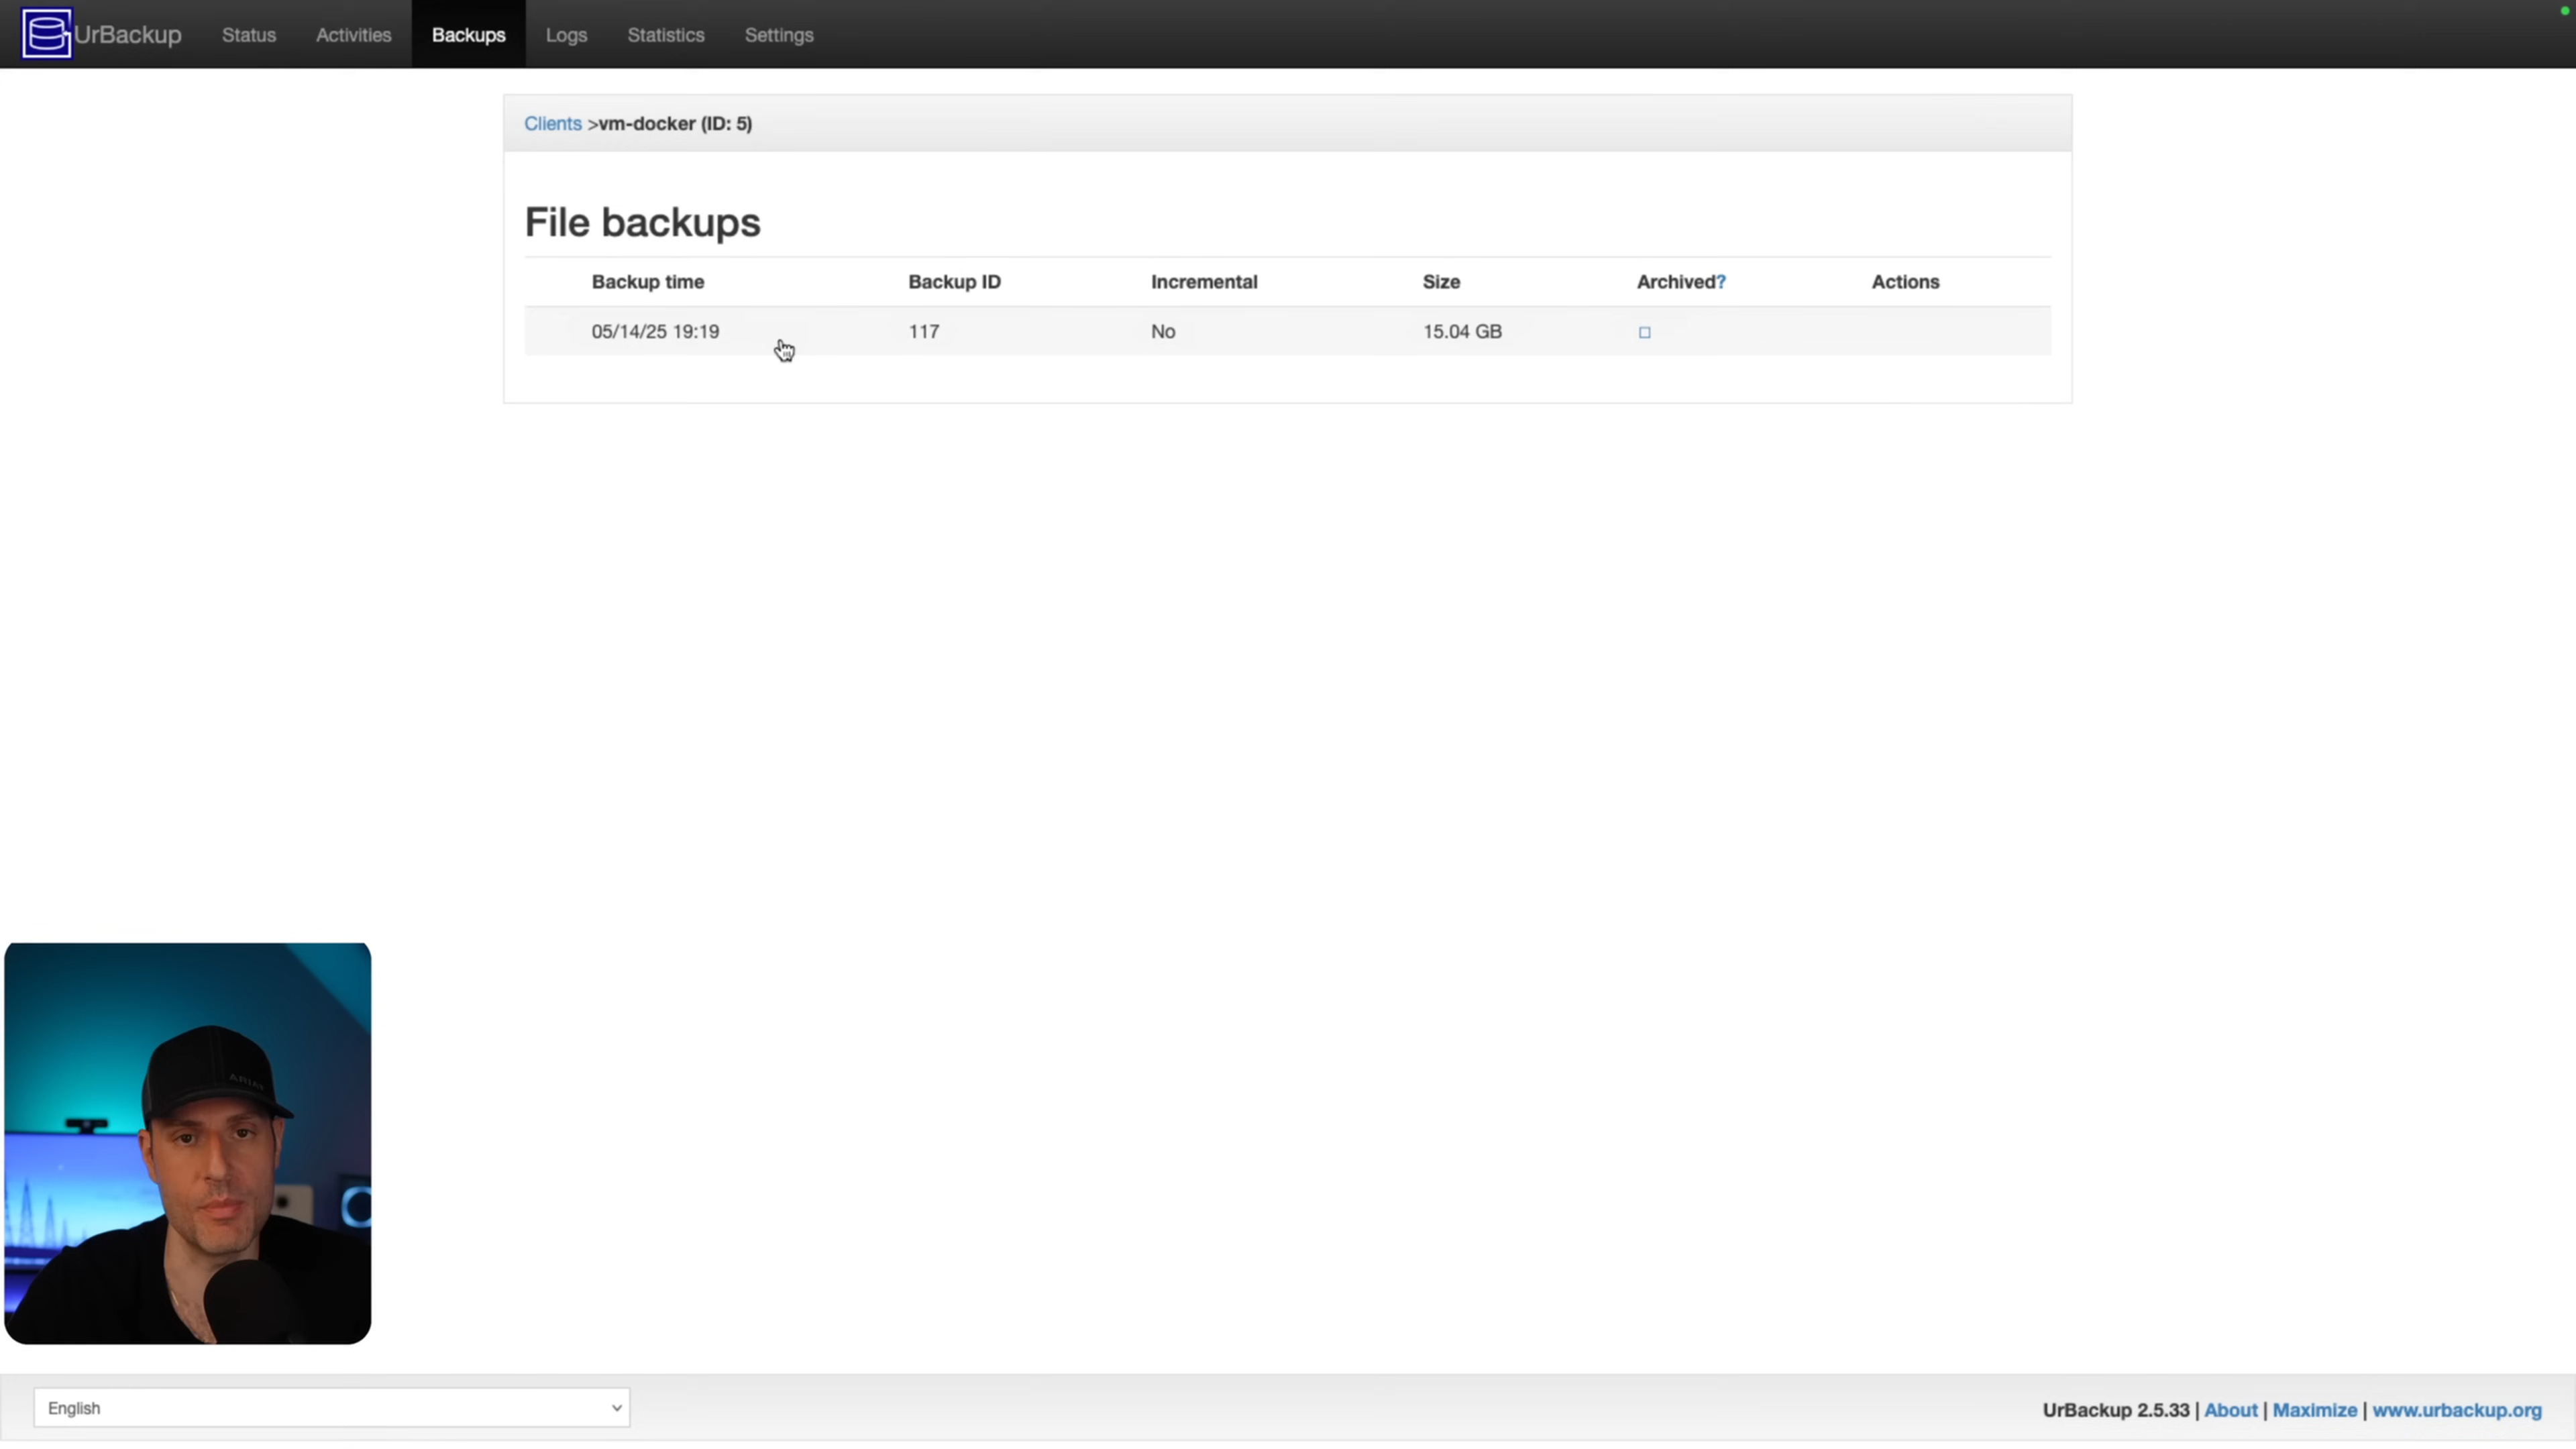 UrBackup Status Activities Backups Logs Statistics Settings
Clients >vm-docker (ID: 5)
File backups
Backup time Backup ID Incremental Size Archived? Actions
05/14/25 19:19 117 No 15.04 GB
ARIAT
English
UrBackup 2.5.33 | About | Maximize | www.urbackup.org